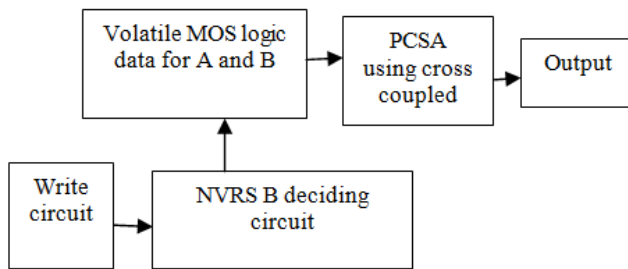 Volatile MOS logic
data for A and B
PCSA
using cross
coupled
Output
Write
circuit
NVRS B deciding
circuit